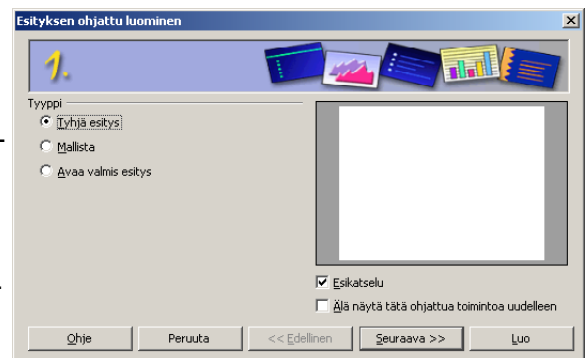 Esityksen ohjattu luominen
1.
Tyyppi
Tyhjä esitys
Mallista
Avaa valmis esitys
Esikatselu
Älä näytä tätä ohjattua toimintoa uudelleen
Ohje Peruuta << Edellinen Seuraava >> Luo